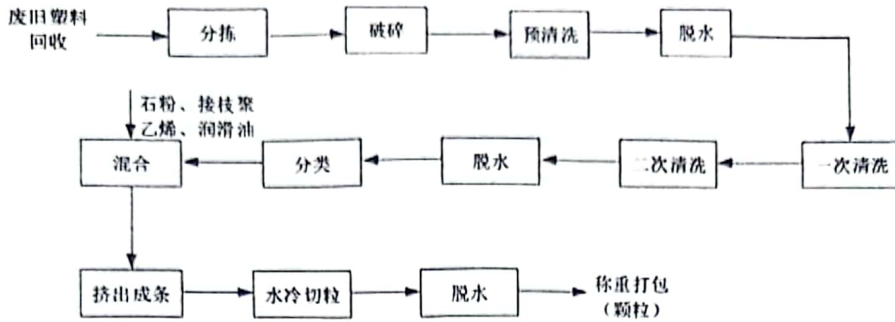 废旧塑料
回收
分拣
破碎
预清洗
脱水
石粉、接枝聚
乙烯、润滑油
混合
分类
脱水
二次清洗
一次清洗
挤出成条
水冷切粒
脱水
称重打包
（颗粒）